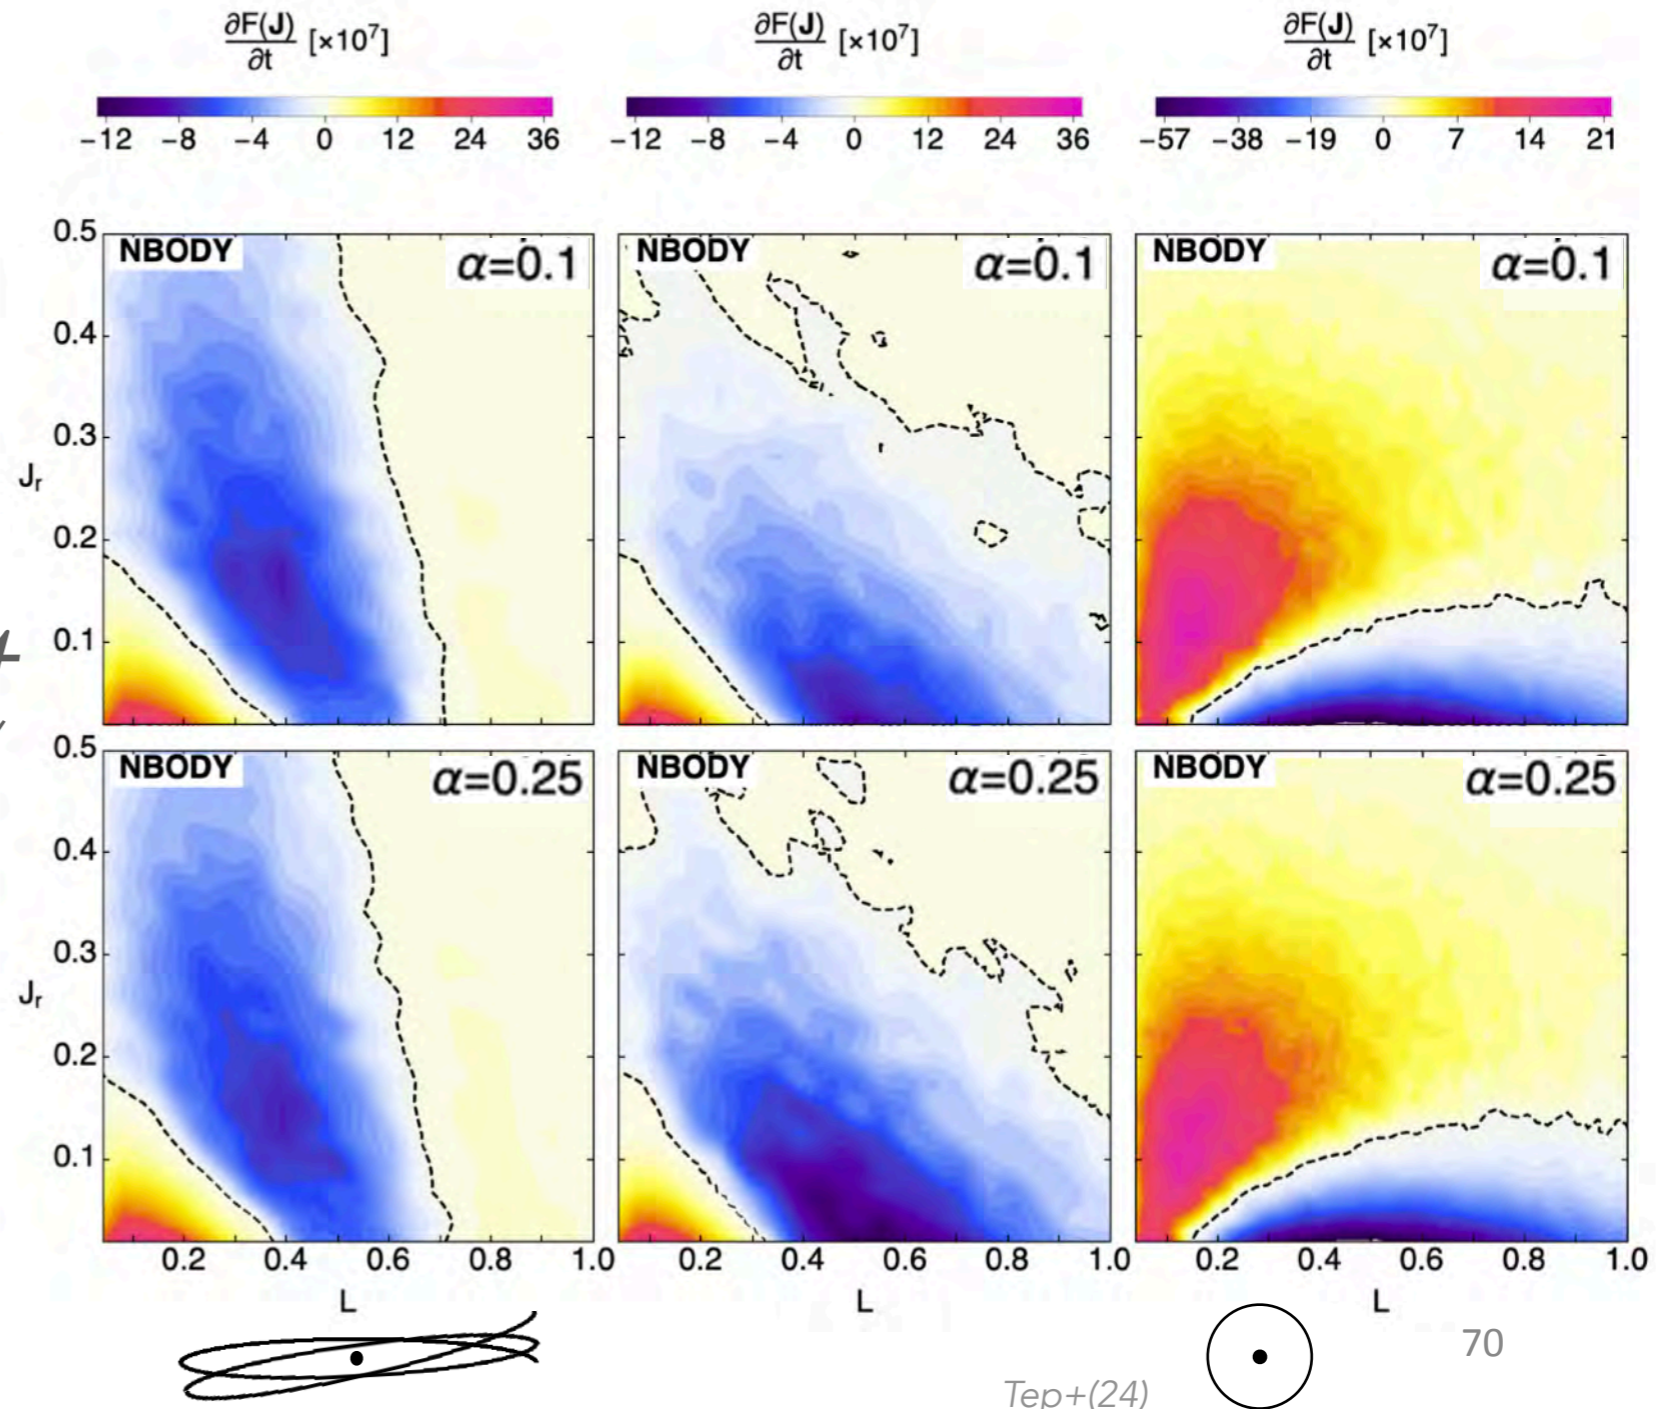 ∂F(J)/∂t [×10⁷] ∂F(J)/∂t [×10⁷] ∂F(J)/∂t [×10⁷]
−12 −8 −4 0 12 24 36 −12 −8 −4 0 12 24 36 −57 −38 −19 0 7 14 21
NBODY α=0.1 NBODY α=0.1 NBODY α=0.1
0.5
0.4
0.3
Jr
0.2
0.1
NBODY α=0.25 NBODY α=0.25 NBODY α=0.25
0.5
0.4
0.3
Jr
0.2
0.1
0.2 0.4 0.6 0.8 1.0 0.2 0.4 0.6 0.8 1.0 0.2 0.4 0.6 0.8 1.0
L L L
70
Tep+(24)